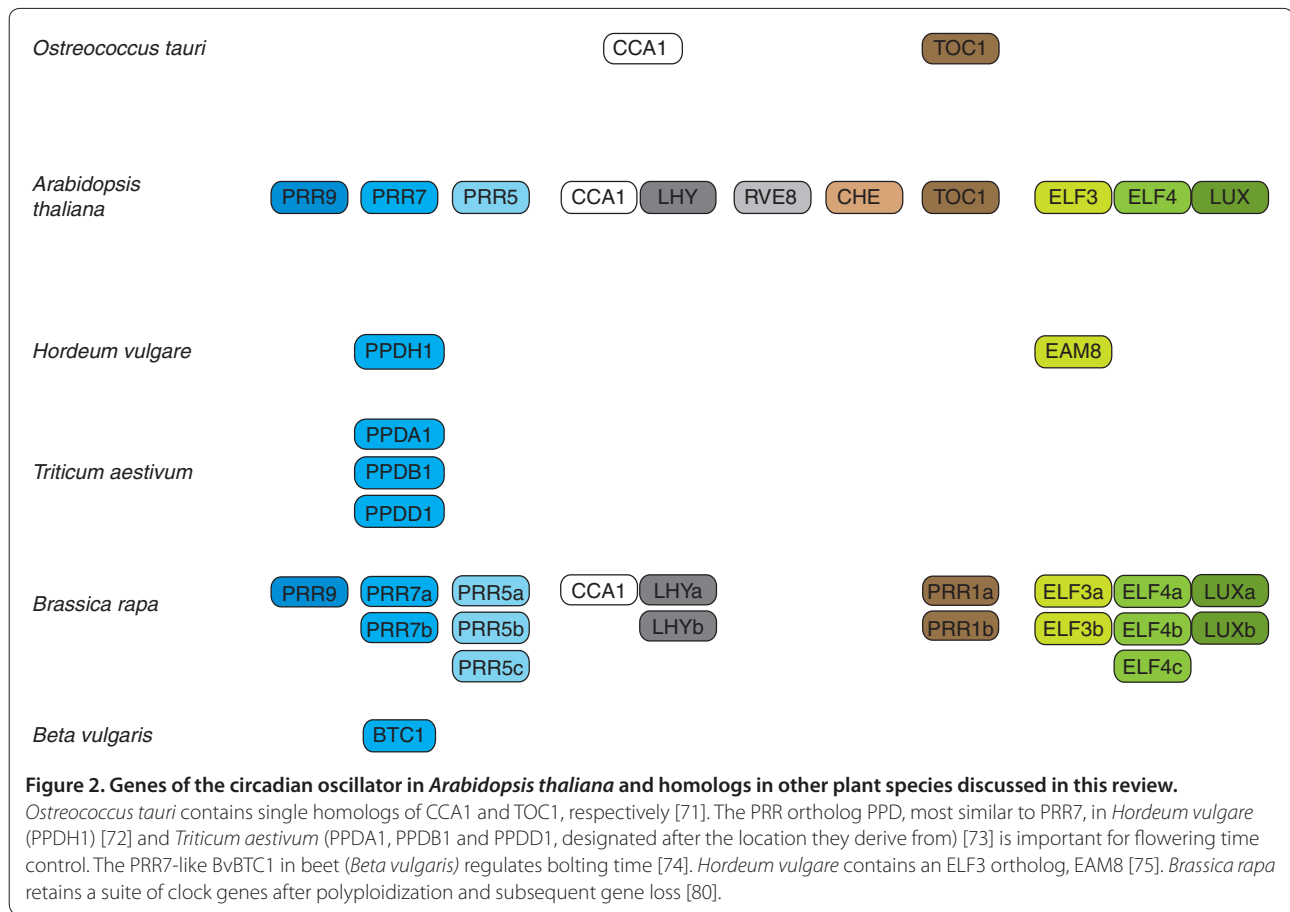 Ostreococcus tauri CCA1 TOC1
Arabidopsis
thaliana
PRR9 PRR7 PRR5 CCA1 LHY RVE8 CHE TOC1 ELF3 ELF4 LUX
Hordeum vulgare PPDH1 EAM8
PPDA1
Triticum aestivum PPDB1
PPDD1
Brassica rapa PRR9 PRR7a PRR5a CCA1 LHYa PRR1a ELF3a ELF4a LUXa
PRR7b PRR5b LHYb PRR1b ELF3b ELF4b LUXb
PRR5c ELF4c
Beta vulgaris BTC1
Figure 2. Genes of the circadian oscillator in Arabidopsis thaliana and homologs in other plant species discussed in this review.
Ostreococcus tauri contains single homologs of CCA1 and TOC1, respectively [71]. The PRR ortholog PPD, most similar to PRR7, in Hordeum vulgare
(PPDH1) [72] and Triticum aestivum (PPDA1, PPDB1 and PPDD1, designated after the location they derive from) [73] is important for flowering time
control. The PRR7-like BvBTC1 in beet (Beta vulgaris) regulates bolting time [74]. Hordeum vulgare contains an ELF3 ortholog, EAM8 [75]. Brassica rapa
retains a suite of clock genes after polyploidization and subsequent gene loss [80].